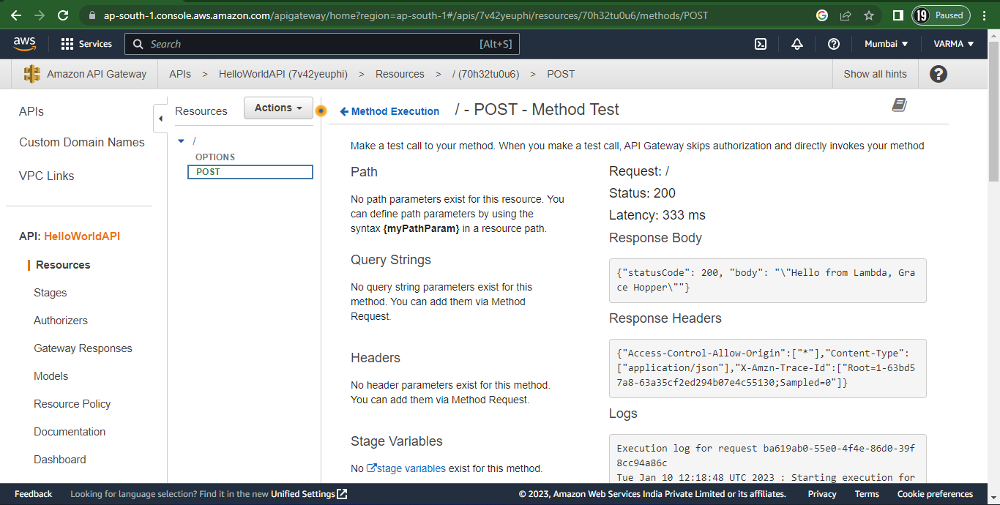 ap-south-1.console.aws.amazon.com/apigateway/home?region=ap-south-1#/apis/7v42yeuphi/resources/70h32tu0u6/methods/POST
19 Paused
aws Services Search [Alt+S] Mumbai VARMA
Amazon API Gateway APIs > HelloWorldAPI (7v42yeuphi) > Resources > / (70h32tu0u6) > POST Show all hints ?
APIs
Custom Domain Names
VPC Links
API: HelloWorldAPI
Resources
Stages
Authorizers
Gateway Responses
Models
Resource Policy
Documentation
Dashboard
Resources Actions
/
OPTIONS
POST
Method Execution / - POST - Method Test
Make a test call to your method. When you make a test call, API Gateway skips authorization and directly invokes your method
Path
No path parameters exist for this resource. You
can define path parameters by using the
syntax {myPathParam} in a resource path.
Query Strings
No query string parameters exist for this
method. You can add them via Method
Request.
Headers
No header parameters exist for this method.
You can add them via Method Request.
Stage Variables
No stage variables exist for this method.
Request: /
Status: 200
Latency: 333 ms
Response Body
{"statusCode": 200, "body": "\"Hello from Lambda, Gra
ce Hopper\""}
Response Headers
{"Access-Control-Allow-Origin":["*"],"Content-Type":
["application/json"],"X-Amzn-Trace-Id":["Root=1-63bd5
7a8-63a35cf2ed294b07e4c55130;Sampled=0"]}
Logs
Execution log for request ba619ab0-55e0-4f4e-86d0-39f
8cc94a86c
Tue Jan 10 12:18:48 UTC 2023 : Starting execution for
Feedback Looking for language selection? Find it in the new Unified Settings © 2023, Amazon Web Services India Private Limited or its affiliates. Privacy Terms Cookie preferences